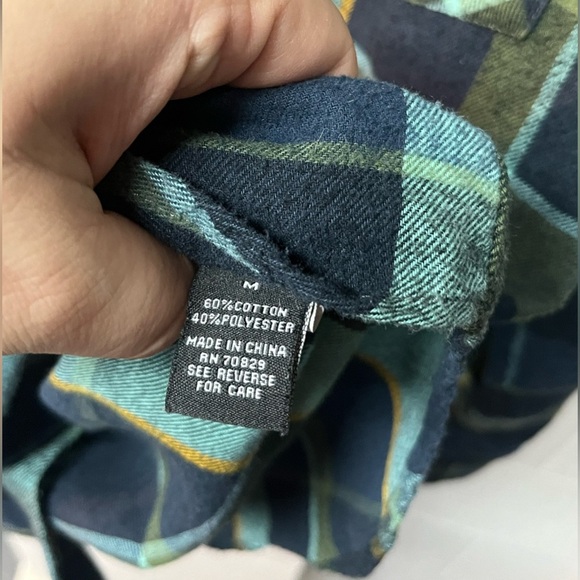 M
60%COTTON
40%POLYESTER
MADE IN CHINA
RN 70829
SEE REVERSE
FOR CARE